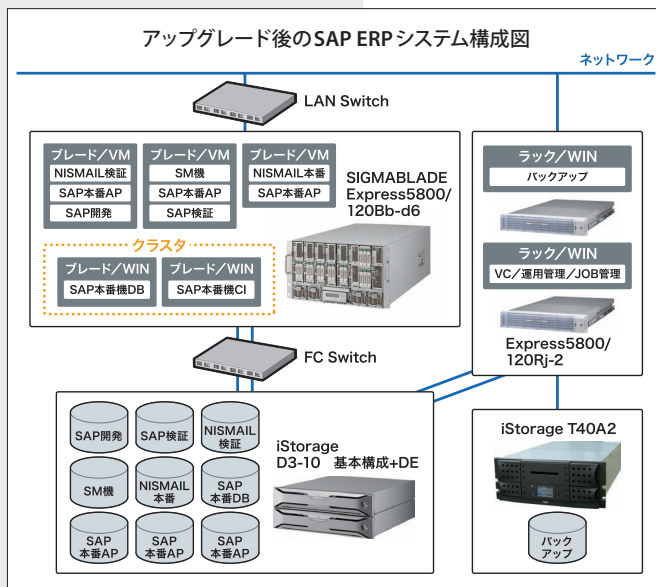 アップグレード後のSAP ERPシステム構成図
ネットワーク
LAN Switch
ブレード/VM
NISMAIL検証
SAP本番AP
SAP開発
ブレード/VM
SM機
SAP本番AP
SAP検証
ブレード/VM
NISMAIL本番
SAP本番AP
SIGMABLADE
Express5800/
120Bb-d6
クラスタ
ブレード/WIN
SAP本番機DB
ブレード/WIN
SAP本番機CI
ラック/WIN
バックアップ
ラック/WIN
VC/運用管理/JOB管理
Express5800/
120Rj-2
FC Switch
SAP開発
SAP検証
NISMAIL
検証
SM機
NISMAIL
本番
SAP
本番DB
SAP
本番AP
SAP
本番AP
SAP
本番AP
iStorage
D3-10 基本構成+DE
iStorage T40A2
バック
アップ